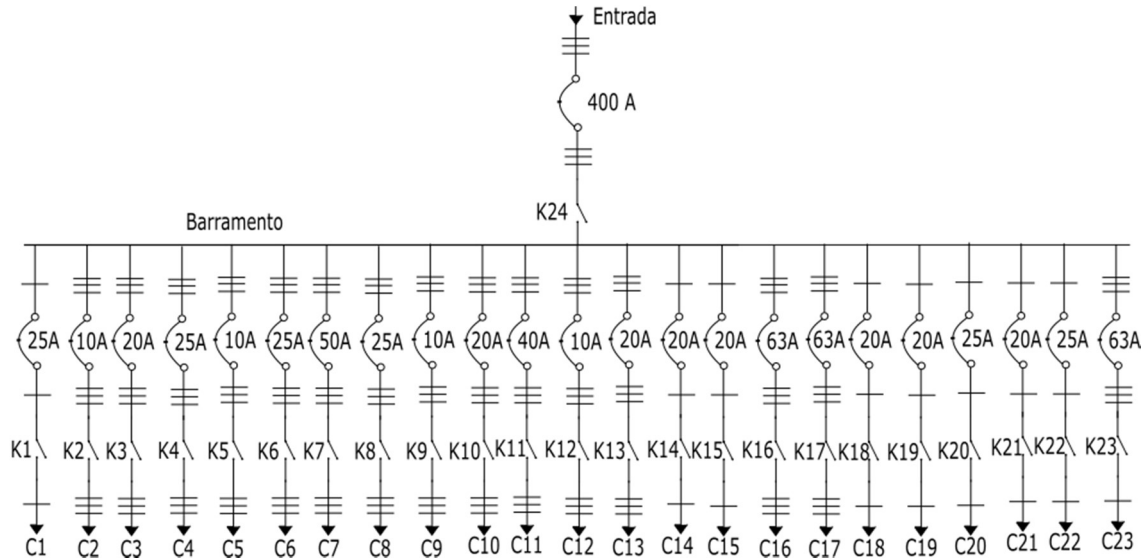 Entrada
400 A
K24
Barramento
25A 10A 20A 25A 10A 25A 50A 25A 10A 20A 40A 10A 20A 20A 20A 63A 63A 20A 20A 25A 20A 25A 63A
K1 K2 K3 K4 K5 K6 K7 K8 K9 K10 K11 K12 K13 K14 K15 K16 K17 K18 K19 K20 K21 K22 K23
C1 C2 C3 C4 C5 C6 C7 C8 C9 C10 C11 C12 C13 C14 C15 C16 C17 C18 C19 C20 C21 C22 C23